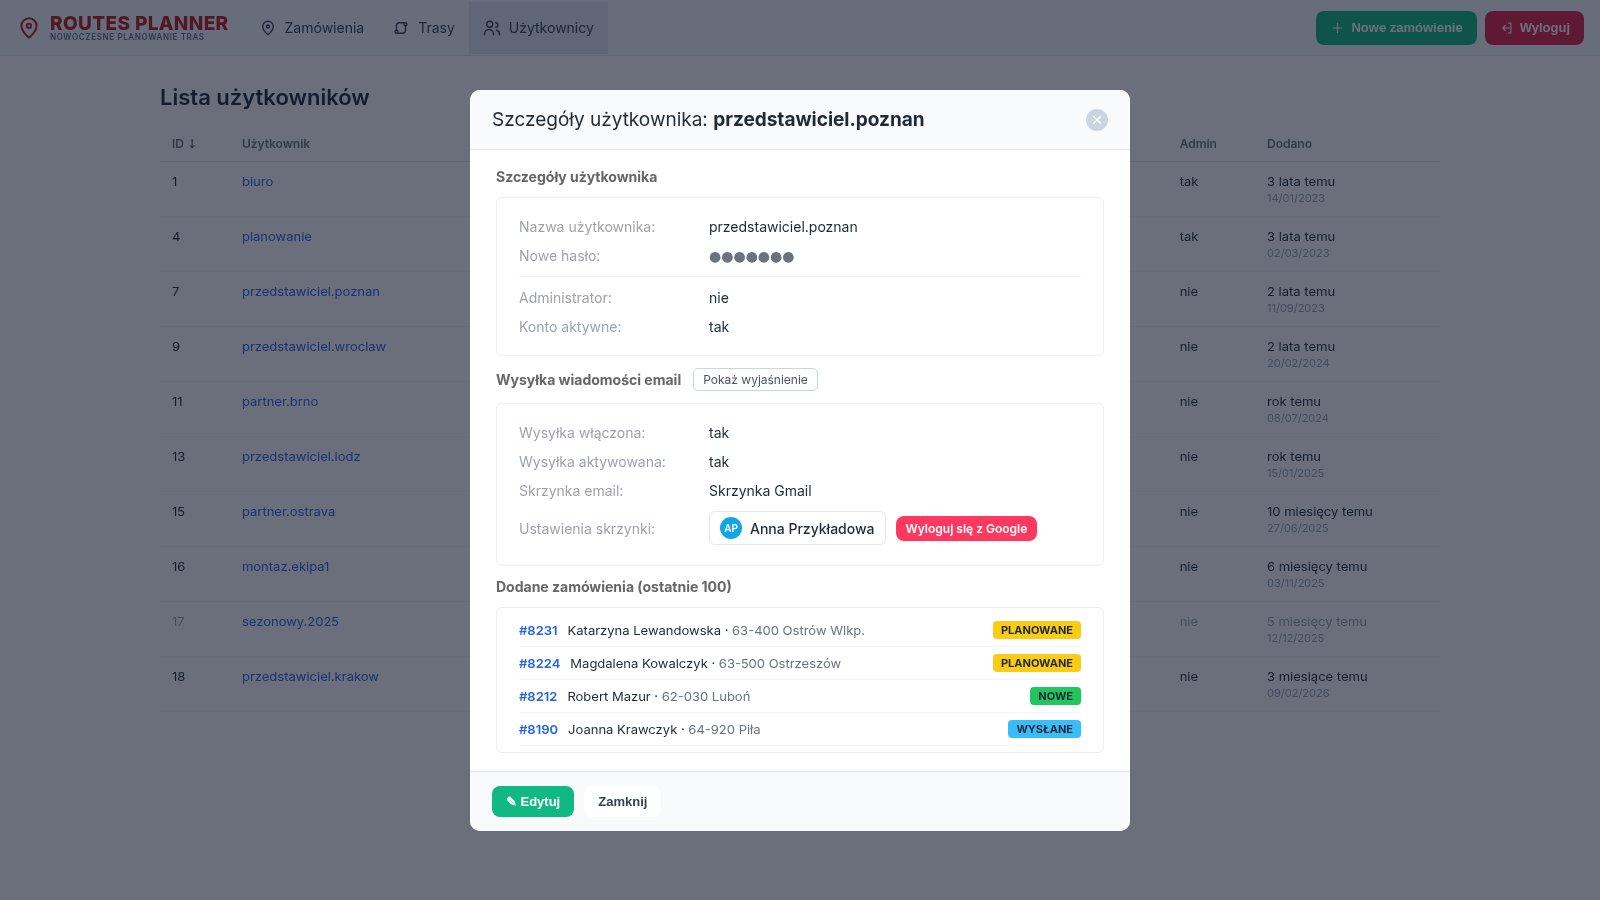 ROUTES PLANNER
NOWOCZESNE PLANOWANIE TRAS
Zamówienia
Trasy
Użytkownicy
Nowe zamówienie
Wyloguj
Lista użytkowników
ID ↓ Użytkownik Admin Dodano
1 biuro tak 3 lata temu
14/01/2023
4 planowanie tak 3 lata temu
02/03/2023
7 przedstawiciel.poznan nie 2 lata temu
11/09/2023
9 przedstawiciel.wroclaw nie 2 lata temu
20/02/2024
11 partner.brno nie rok temu
08/07/2024
13 przedstawiciel.lodz nie rok temu
15/01/2025
15 partner.ostrava nie 10 miesięcy temu
27/06/2025
16 montaz.ekipa1 nie 6 miesięcy temu
03/11/2025
17 sezonowy.2025 nie 5 miesięcy temu
12/12/2025
18 przedstawiciel.krakow nie 3 miesiące temu
09/02/2026
Szczegóły użytkownika: przedstawiciel.poznan
Szczegóły użytkownika
Nazwa użytkownika: przedstawiciel.poznan
Nowe hasło: ●●●●●●●
Administrator: nie
Konto aktywne: tak
Wysyłka wiadomości email Pokaż wyjaśnienie
Wysyłka włączona: tak
Wysyłka aktywowana: tak
Skrzynka email: Skrzynka Gmail
Ustawienia skrzynki: AP Anna Przykładowa Wyloguj się z Google
Dodane zamówienia (ostatnie 100)
#8231 Katarzyna Lewandowska · 63-400 Ostrów Wlkp. PLANOWANE
#8224 Magdalena Kowalczyk · 63-500 Ostrzeszów PLANOWANE
#8212 Robert Mazur · 62-030 Luboń NOWE
#8190 Joanna Krawczyk · 64-920 Piła WYSŁANE
✎ Edytuj Zamknij